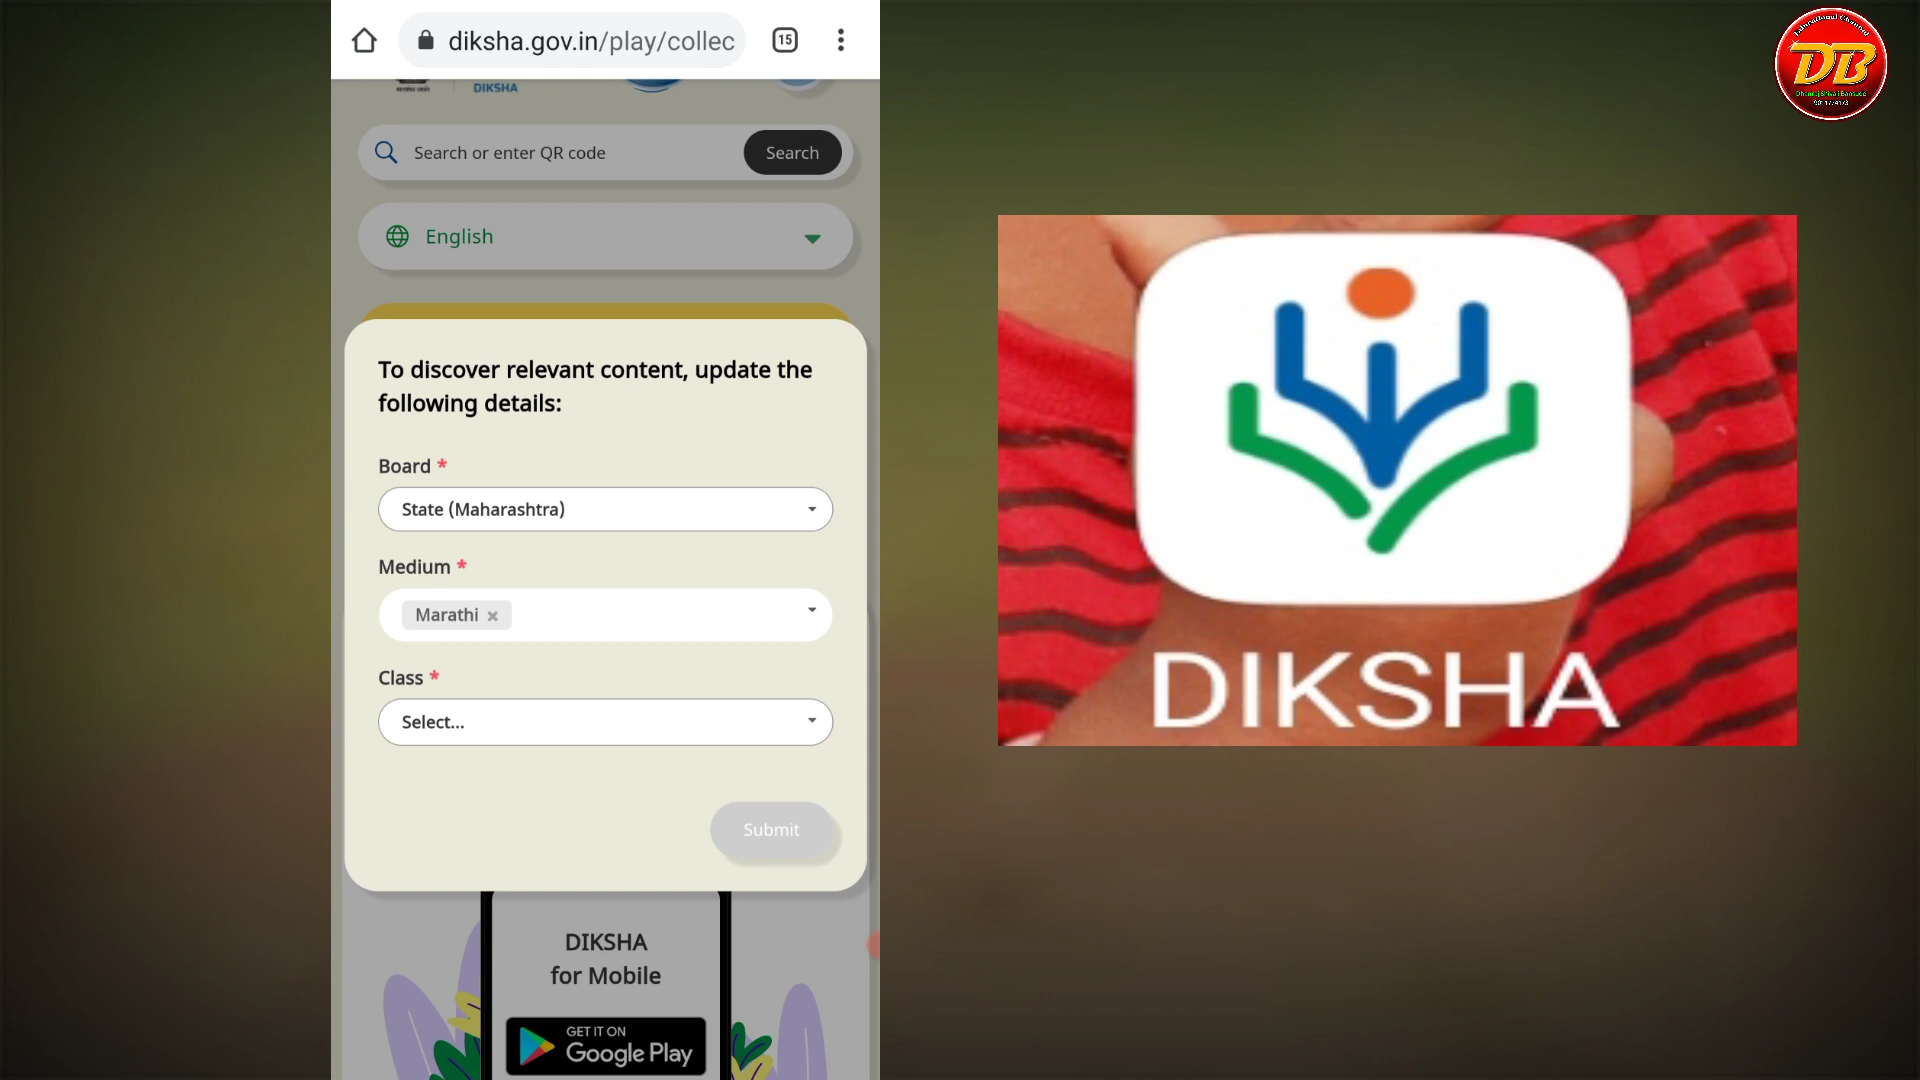 diksha.gov.in/play/collec
15
DIKSHA
Search or enter QR code
Search
English
To discover relevant content, update the
following details:
Board *
State (Maharashtra)
Medium *
Marathi ×
Class *
Select...
Submit
DIKSHA
for Mobile
GET IT ON
Google Play
Educational Channel
DB
DIKSHA